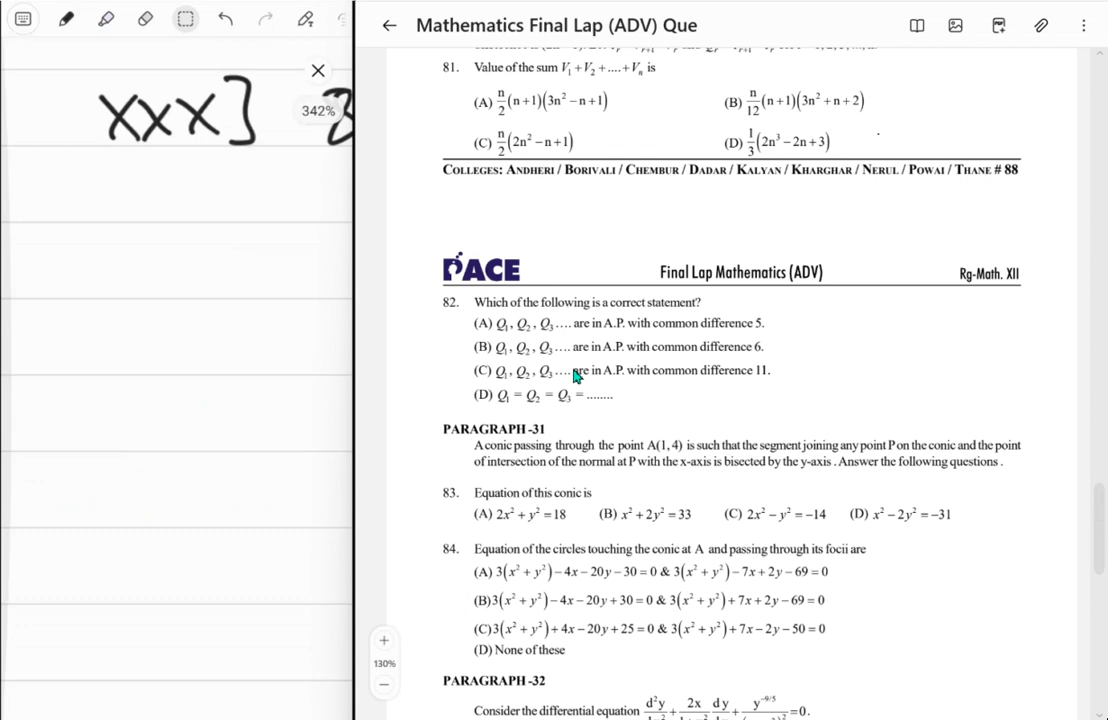 Mathematics Final Lap (ADV) Que
XXX]
342%
81. Value of the sum V₁ + V₂ + .... + Vₙ is
(A) n/2 (n+1)(3n² − n + 1) (B) n/12 (n+1)(3n² + n + 2)
(C) n/2 (2n² − n + 1) (D) 1/3 (2n³ − 2n + 3)
COLLEGES: ANDHERI / BORIVALI / CHEMBUR / DADAR / KALYAN / KHARGHAR / NERUL / POWAI / THANE # 88
PACE Final Lap Mathematics (ADV) Rg-Math. XII
82. Which of the following is a correct statement?
(A) Q₁, Q₂, Q₃ .... are in A.P. with common difference 5.
(B) Q₁, Q₂, Q₃ .... are in A.P. with common difference 6.
(C) Q₁, Q₂, Q₃ .... are in A.P. with common difference 11.
(D) Q₁ = Q₂ = Q₃ = ........
PARAGRAPH-31
A conic passing through the point A(1, 4) is such that the segment joining any point P on the conic and the point
of intersection of the normal at P with the x-axis is bisected by the y-axis . Answer the following questions .
83. Equation of this conic is
(A) 2x² + y² = 18 (B) x² + 2y² = 33 (C) 2x² − y² = −14 (D) x² − 2y² = −31
84. Equation of the circles touching the conic at A and passing through its focii are
(A) 3(x² + y²) − 4x − 20y − 30 = 0 & 3(x² + y²) − 7x + 2y − 69 = 0
(B)3(x² + y²) − 4x − 20y + 30 = 0 & 3(x² + y²) + 7x + 2y − 69 = 0
(C)3(x² + y²) + 4x − 20y + 25 = 0 & 3(x² + y²) + 7x − 2y − 50 = 0
(D) None of these
130%
PARAGRAPH-32
Consider the differential equation